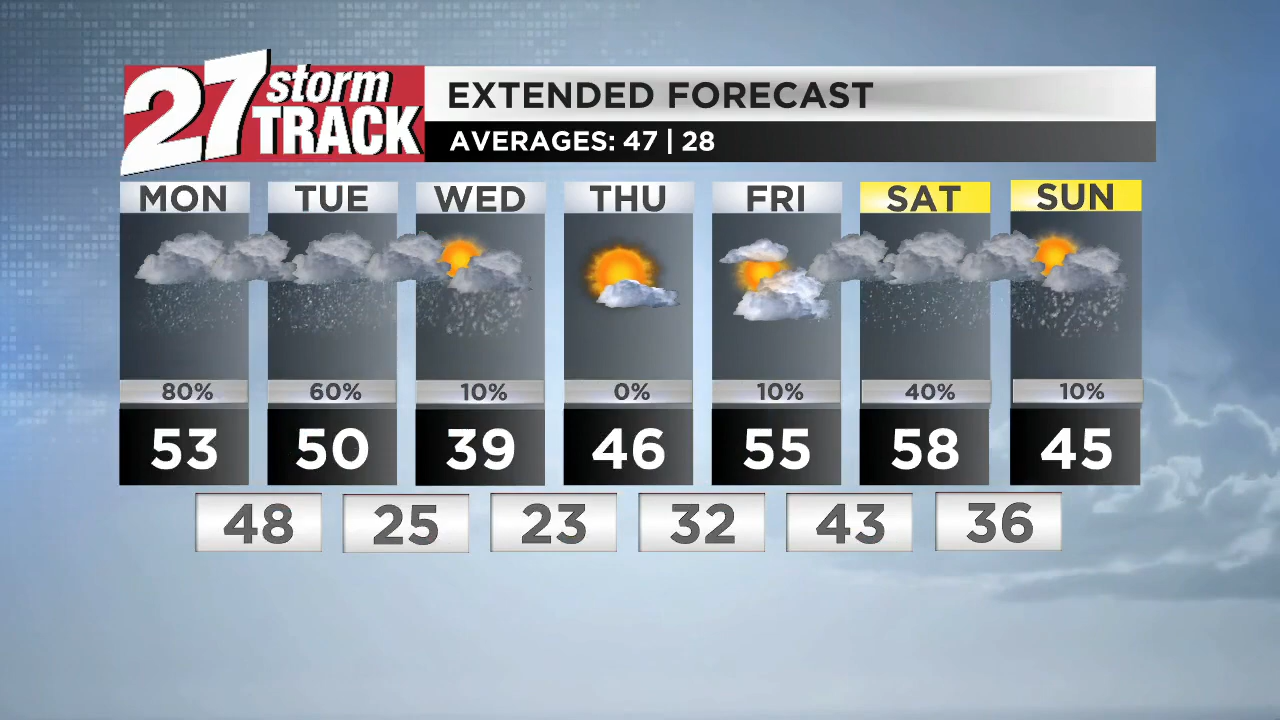 27 storm TRACK
EXTENDED FORECAST
AVERAGES: 47 | 28
MON TUE WED THU FRI SAT SUN
80% 60% 10% 0% 10% 40% 10%
53 50 39 46 55 58 45
48 25 23 32 43 36